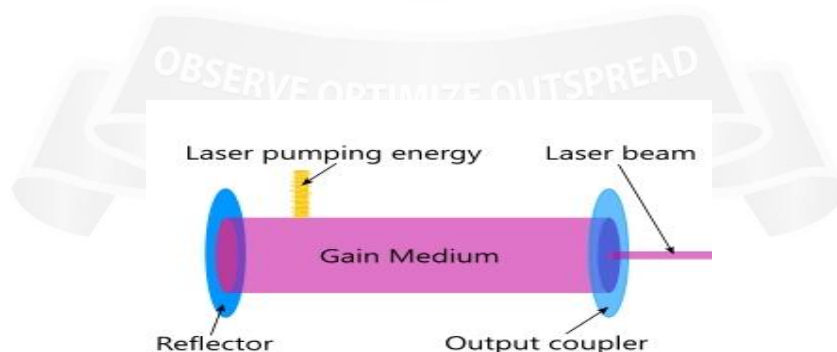 OBSERVE OPTIMIZE OUTSPREAD
Laser pumping energy
Laser beam
Gain Medium
Reflector
Output coupler